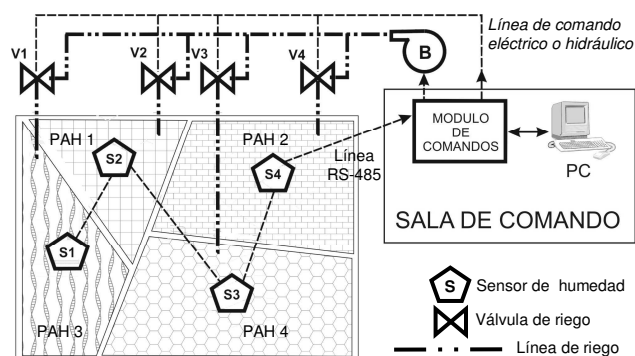 V1
V2
V3
V4
B
Línea de comando
eléctrico o hidráulico
PAH 1
PAH 2
S2
S4
Línea
RS-485
MODULO
DE
COMANDOS
PC
SALA DE COMANDO
S1
S3
PAH 3
PAH 4
S
Sensor de humedad
Válvula de riego
Línea de riego